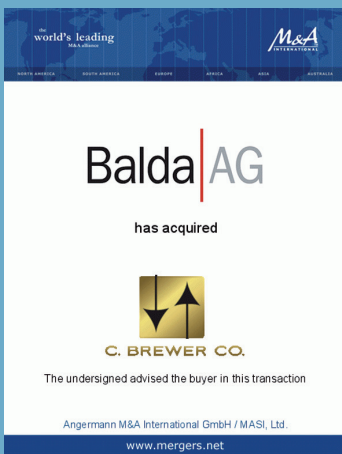 the
world's leading
M&A alliance
M&A
INTERNATIONAL
NORTH AMERICA SOUTH AMERICA EUROPE AFRICA ASIA AUSTRALIA
Balda AG
has acquired
C. BREWER CO.
The undersigned advised the buyer in this transaction
Angermann M&A International GmbH / MASI, Ltd.
www.mergers.net